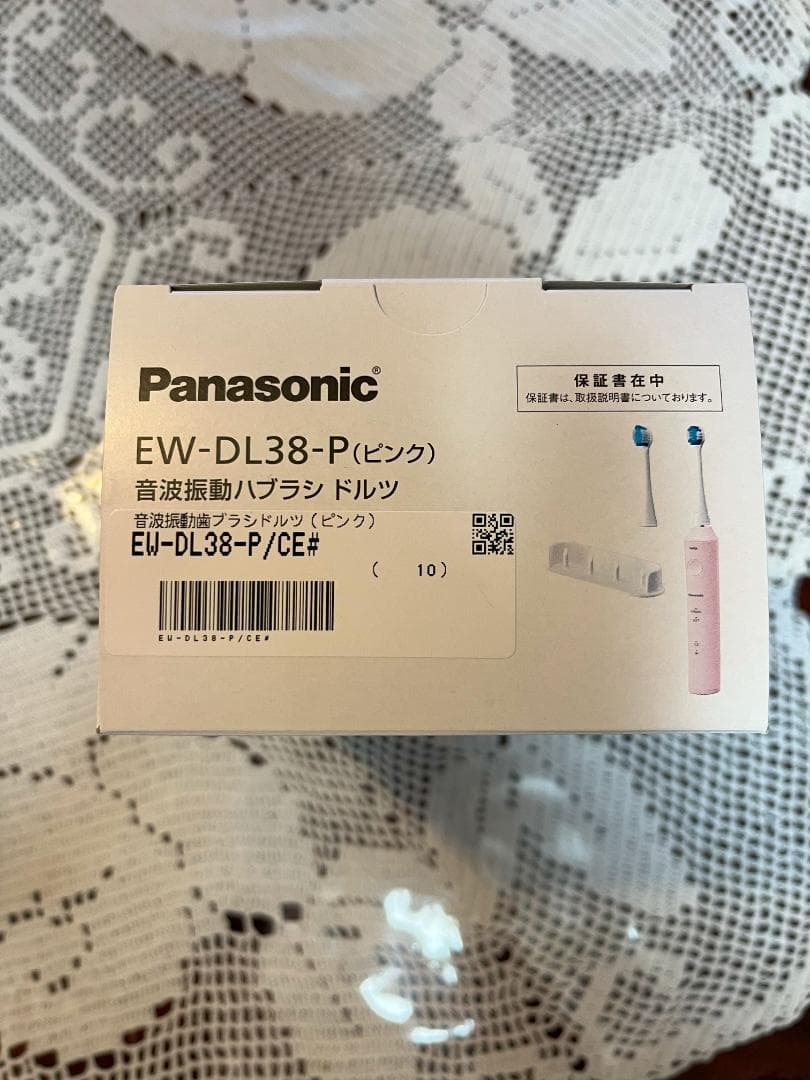 Panasonic®
EW-DL38-P(ピンク)
音波振動ハブラシ ドルツ
保証書在中
保証書は、取扱説明書についております。
音波振動歯ブラシドルツ(ピンク)
EW-DL38-P/CE#
( 10)
EW-DL38-P/CE#
Panasonic